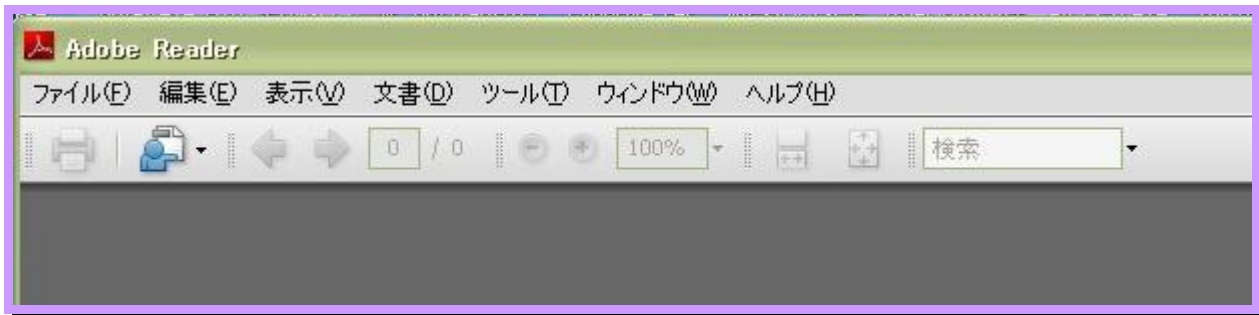 Adobe Reader
ファイル(F) 編集(E) 表示(V) 文書(D) ツール(T) ウィンドウ(W) ヘルプ(H)
0 / 0 100% 検索